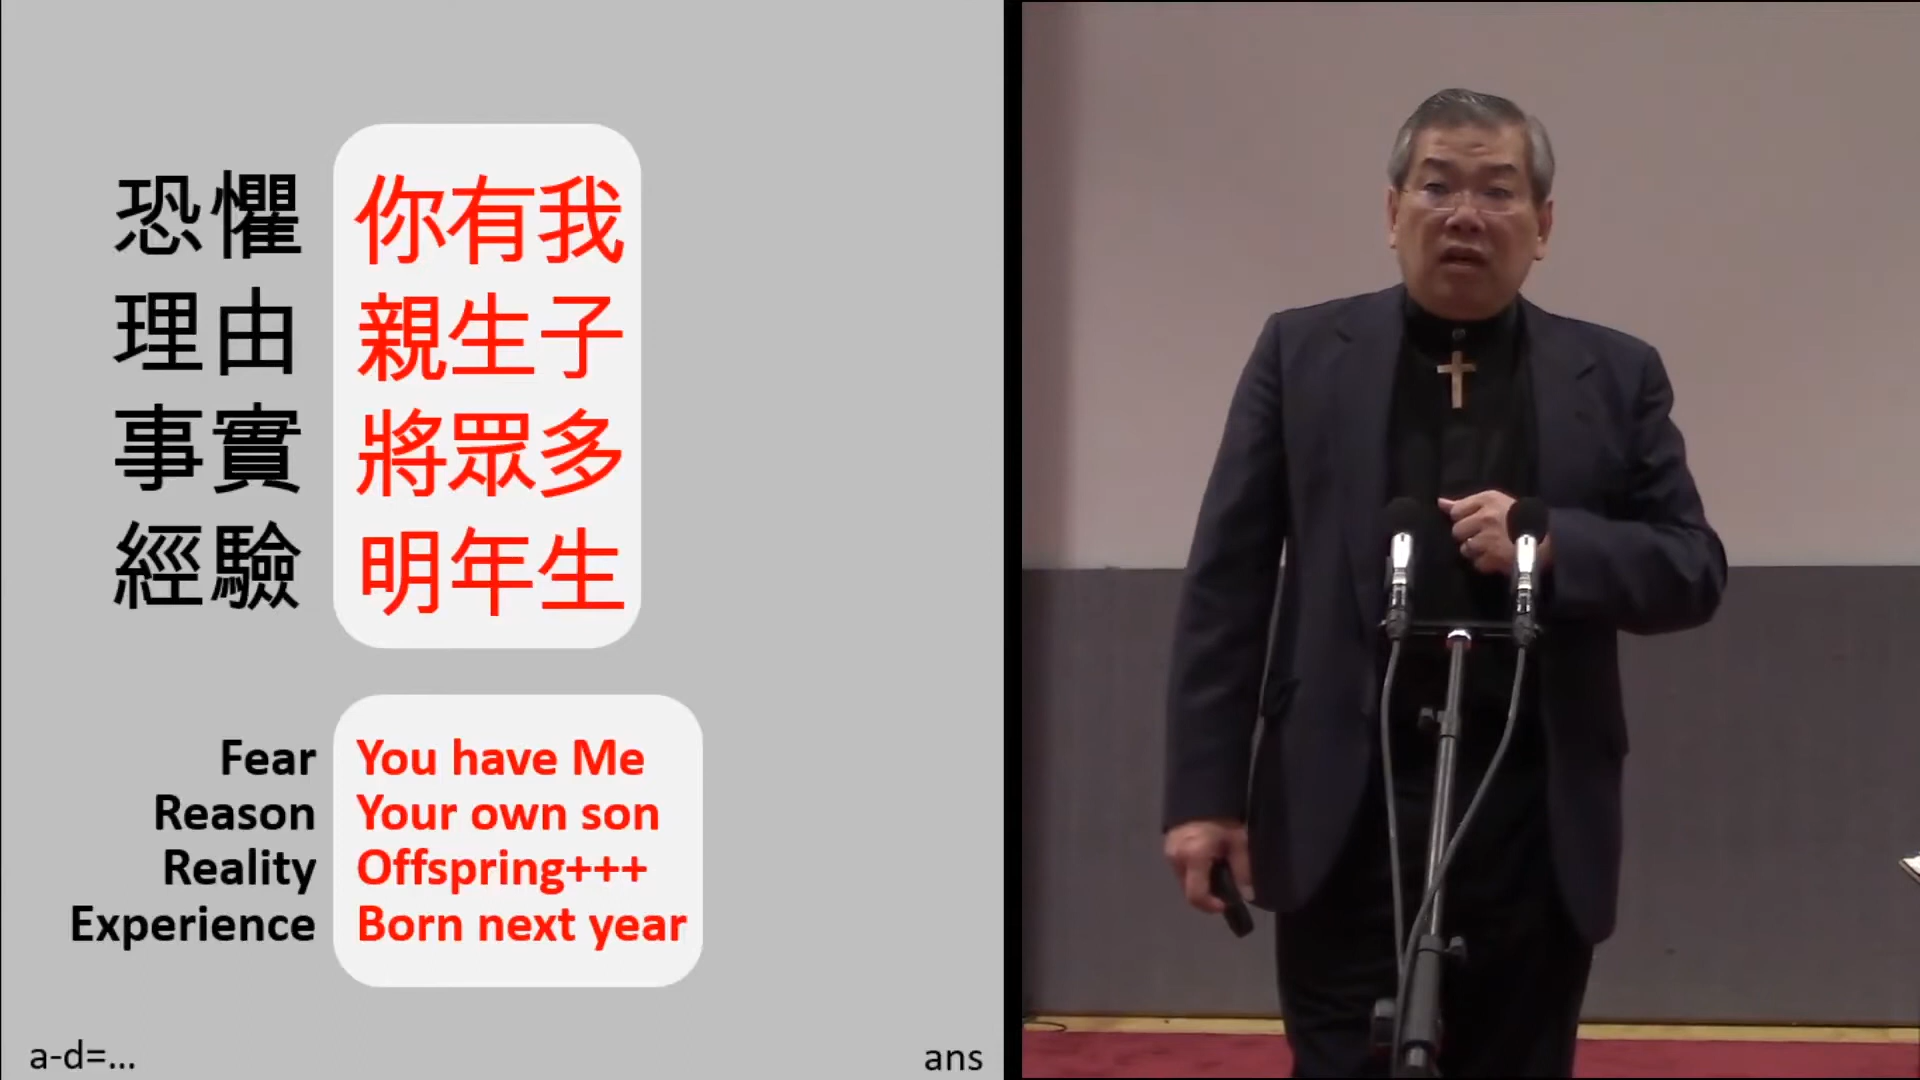 恐懼 你有我
理由 親生子
事實 將眾多
經驗 明年生
Fear You have Me
Reason Your own son
Reality Offspring+++
Experience Born next year
a-d=... ans